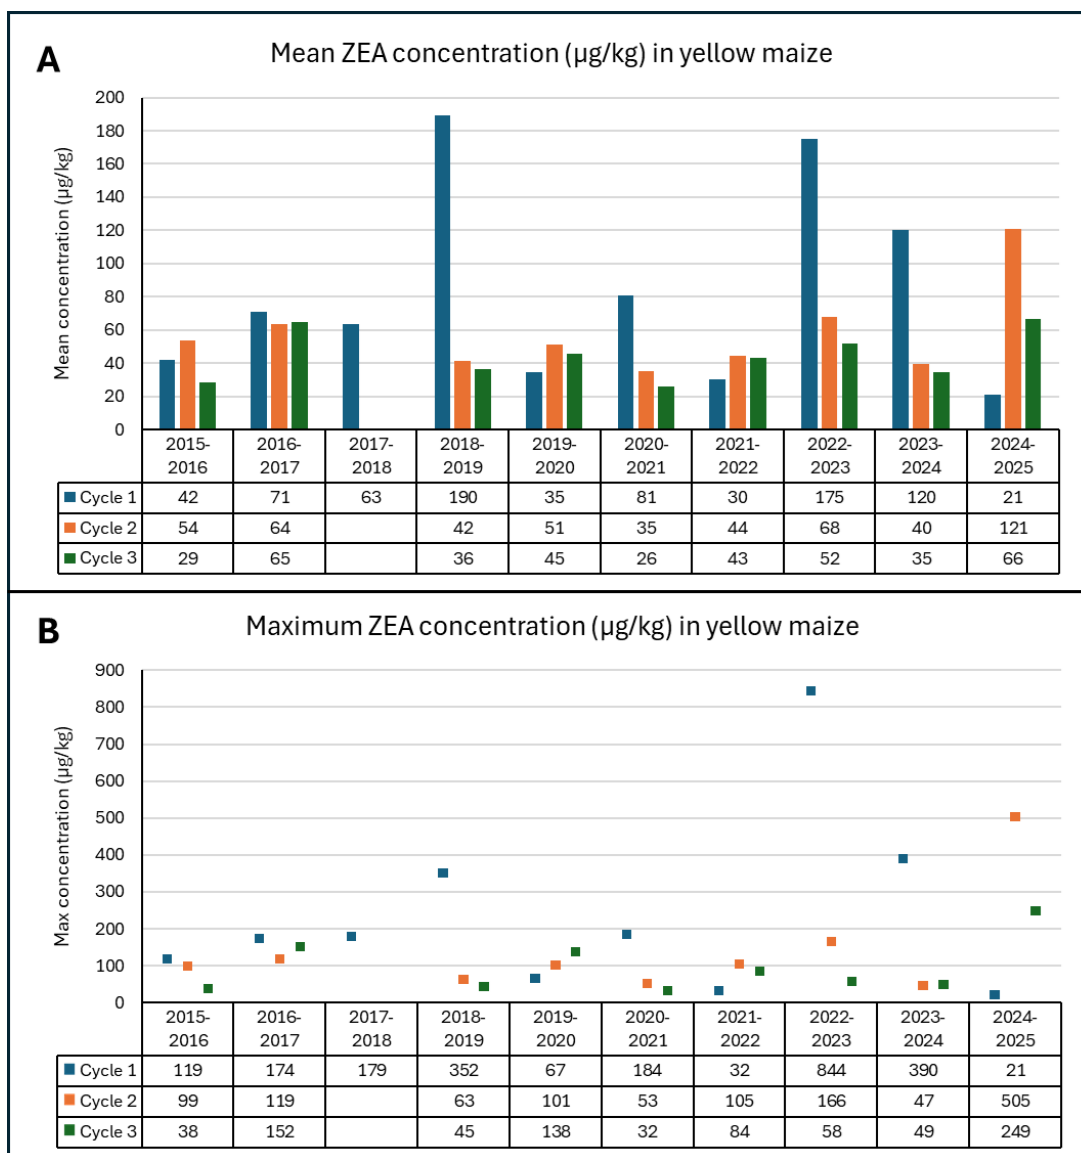 A
Mean ZEA concentration (µg/kg) in yellow maize
Mean concentration (µg/kg)
200
180
160
140
120
100
80
60
40
20
0
2015-2016 2016-2017 2017-2018 2018-2019 2019-2020 2020-2021 2021-2022 2022-2023 2023-2024 2024-2025
Cycle 1 42 71 63 190 35 81 30 175 120 21
Cycle 2 54 64 42 51 35 44 68 40 121
Cycle 3 29 65 36 45 26 43 52 35 66
B
Maximum ZEA concentration (µg/kg) in yellow maize
Max concentration (µg/kg)
900
800
700
600
500
400
300
200
100
0
2015-2016 2016-2017 2017-2018 2018-2019 2019-2020 2020-2021 2021-2022 2022-2023 2023-2024 2024-2025
Cycle 1 119 174 179 352 67 184 32 844 390 21
Cycle 2 99 119 63 101 53 105 166 47 505
Cycle 3 38 152 45 138 32 84 58 49 249